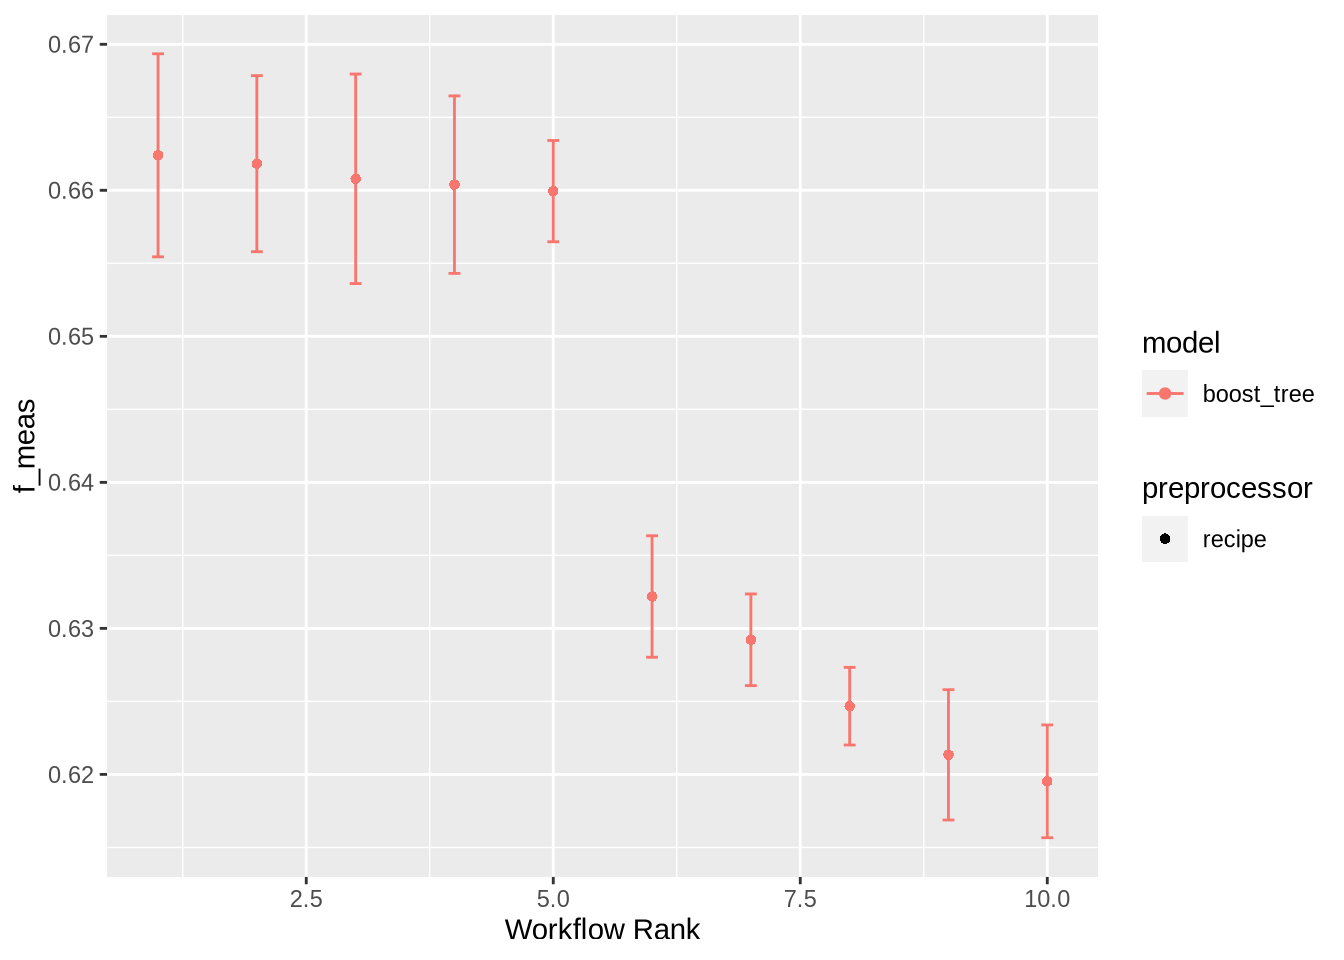 0.67
0.66
0.65
0.64
0.63
0.62
f_meas
2.5 5.0 7.5 10.0
Workflow Rank
model
boost_tree
preprocessor
recipe